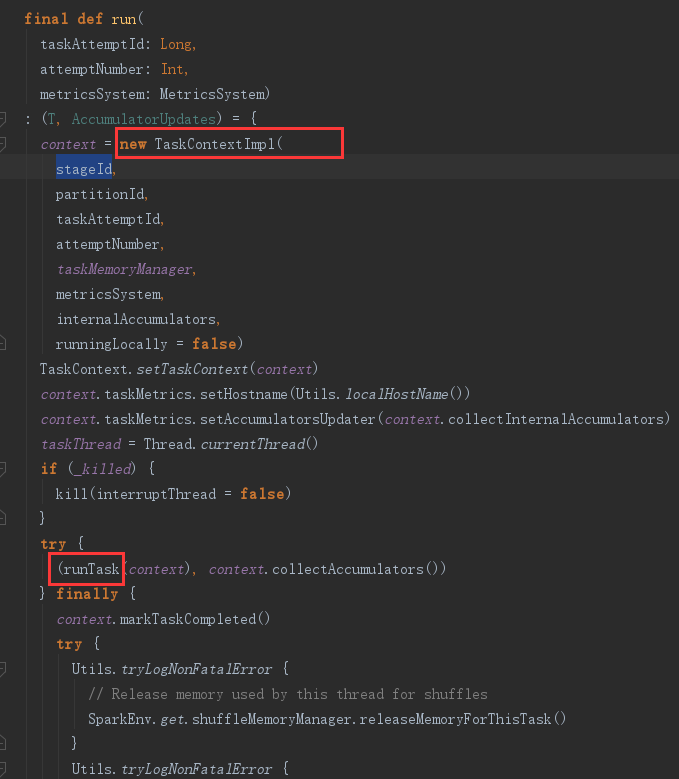 final def run(
taskAttemptId: Long,
attemptNumber: Int,
metricsSystem: MetricsSystem)
: (T, AccumulatorUpdates) = {
context = new TaskContextImpl(
stageId,
partitionId,
taskAttemptId,
attemptNumber,
taskMemoryManager,
metricsSystem,
internalAccumulators,
runningLocally = false)
TaskContext.setTaskContext(context)
context.taskMetrics.setHostname(Utils.localHostName())
context.taskMetrics.setAccumulatorsUpdater(context.collectInternalAccumulators)
taskThread = Thread.currentThread()
if (_killed) {
kill(interruptThread = false)
}
try {
(runTask(context), context.collectAccumulators())
} finally {
context.markTaskCompleted()
try {
Utils.tryLogNonFatalError {
// Release memory used by this thread for shuffles
SparkEnv.get.shuffleMemoryManager.releaseMemoryForThisTask()
}
Utils.tryLogNonFatalError {